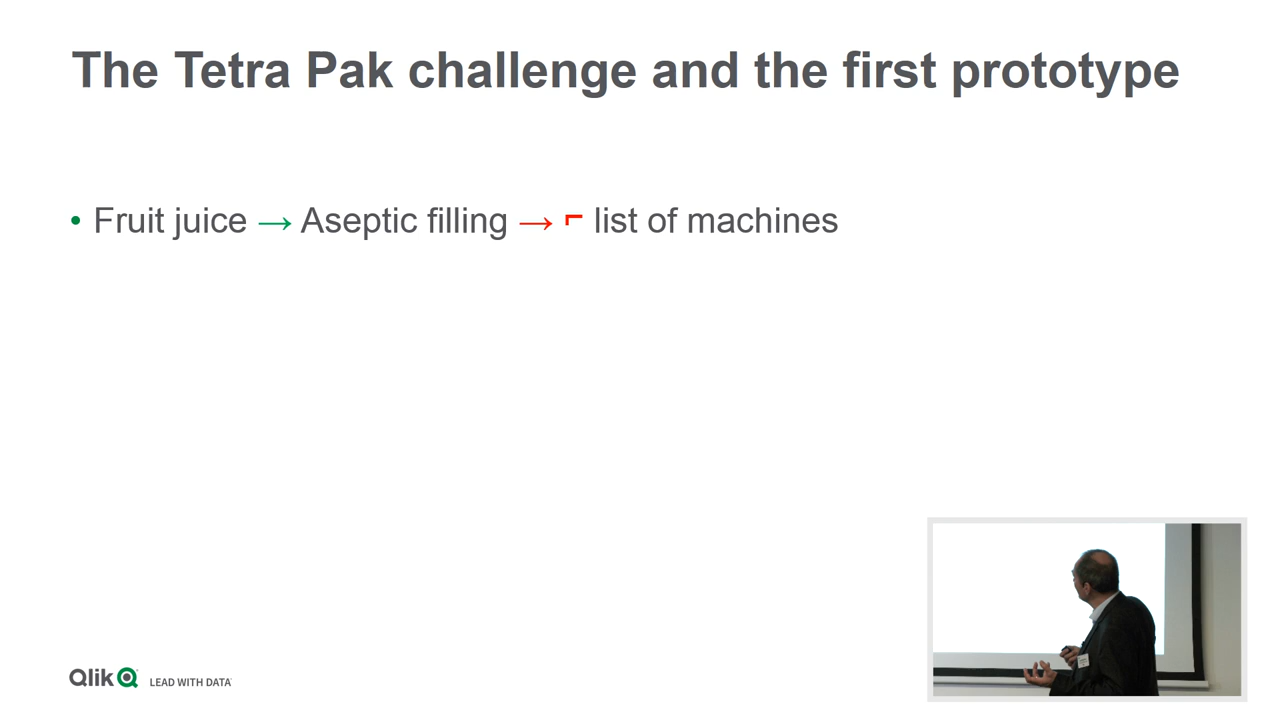 The Tetra Pak challenge and the first prototype
• Fruit juice → Aseptic filling → ⌐ list of machines
Qlik LEAD WITH DATA